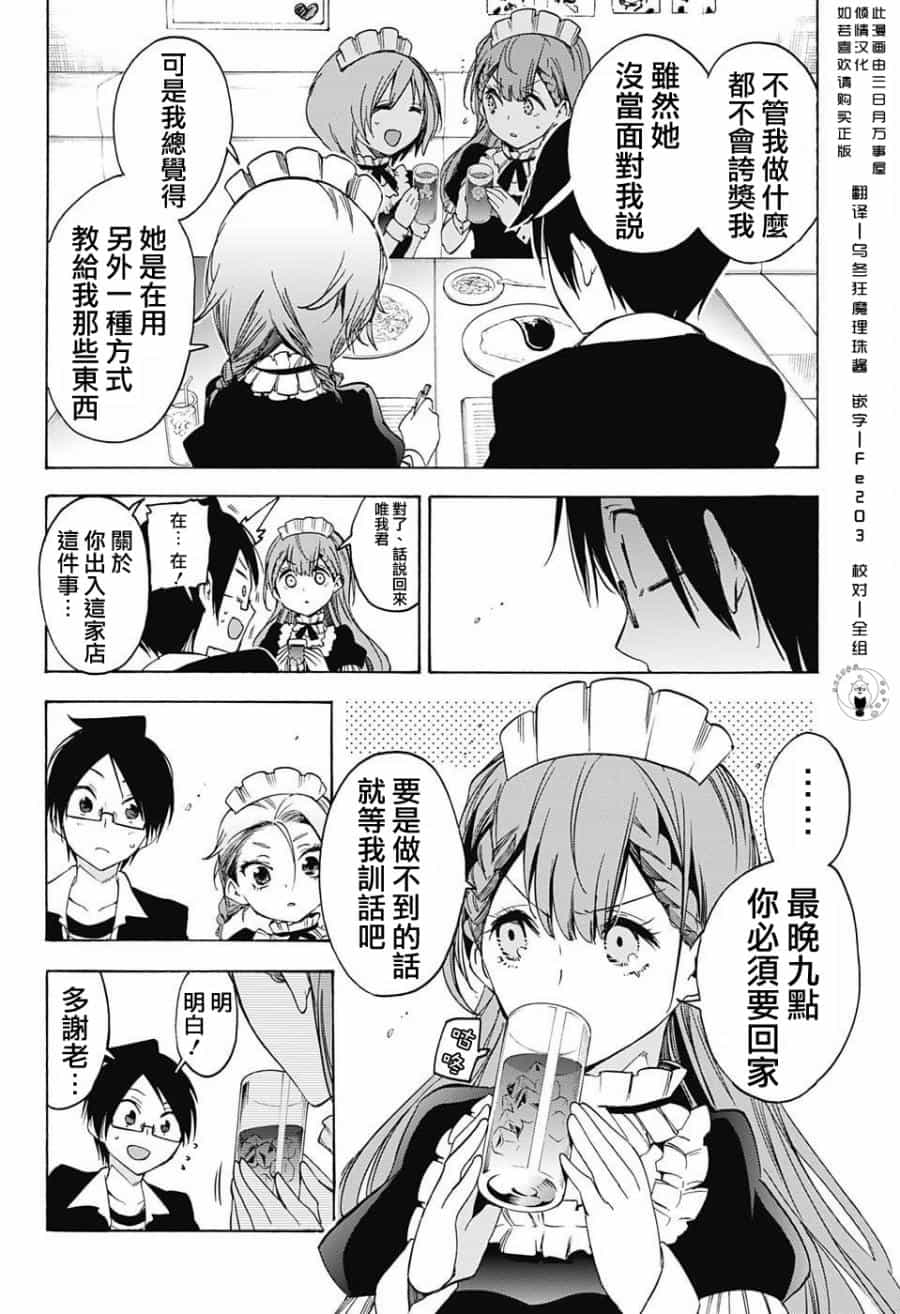 不管我做什麼
都不會誇獎我
雖然她
沒當面對我説
可是我總覺得
她是在用
另外一種方式
教給我那些東西
對了、話說回來
唯我君
在…在！
關於
你出入這家店
這件事…
……
最晚九點
你必須要回家
要是做不到的話
就等我訓話吧
咕咚
明
明白！
多謝老…
此漫画由三日月万事屋
倾情汉化
如若喜欢请购买正版
翻译—乌冬狂魔理珠酱 嵌字—Fe203 校对—全组